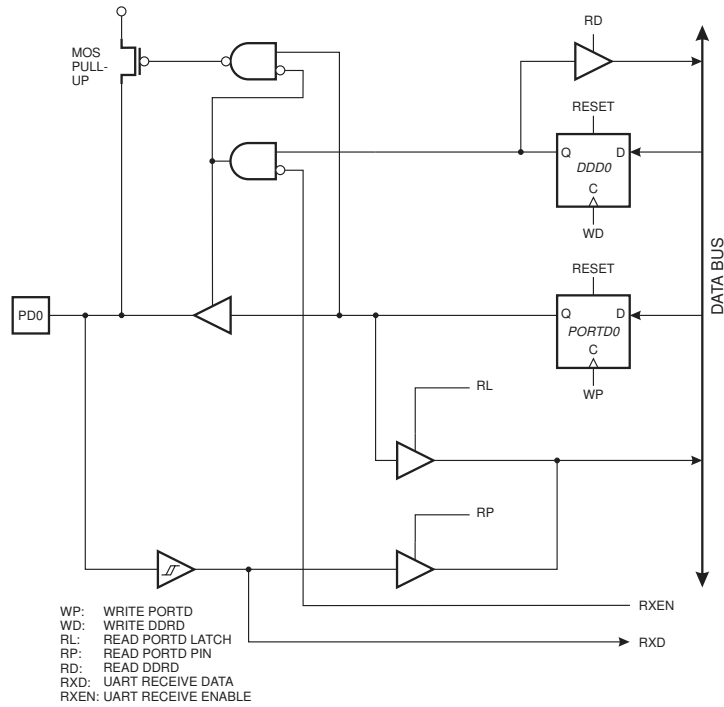 RD
MOS
PULL-
UP
RESET
Q
D
DDD0
C
WD
DATA BUS
RESET
PD0
Q
D
PORTD0
C
WP
RL
RP
RXEN
RXD
WP: WRITE PORTD
WD: WRITE DDRD
RL: READ PORTD LATCH
RP: READ PORTD PIN
RD: READ DDRD
RXD: UART RECEIVE DATA
RXEN: UART RECEIVE ENABLE